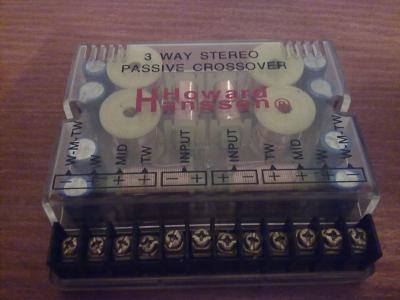 3 WAY STEREO
PASSIVE CROSSOVER
Howard
Hanssen®
W-M-TW W MID TW INPUT INPUT TW MID W W-M-TW
− + + + − + + − + + + −